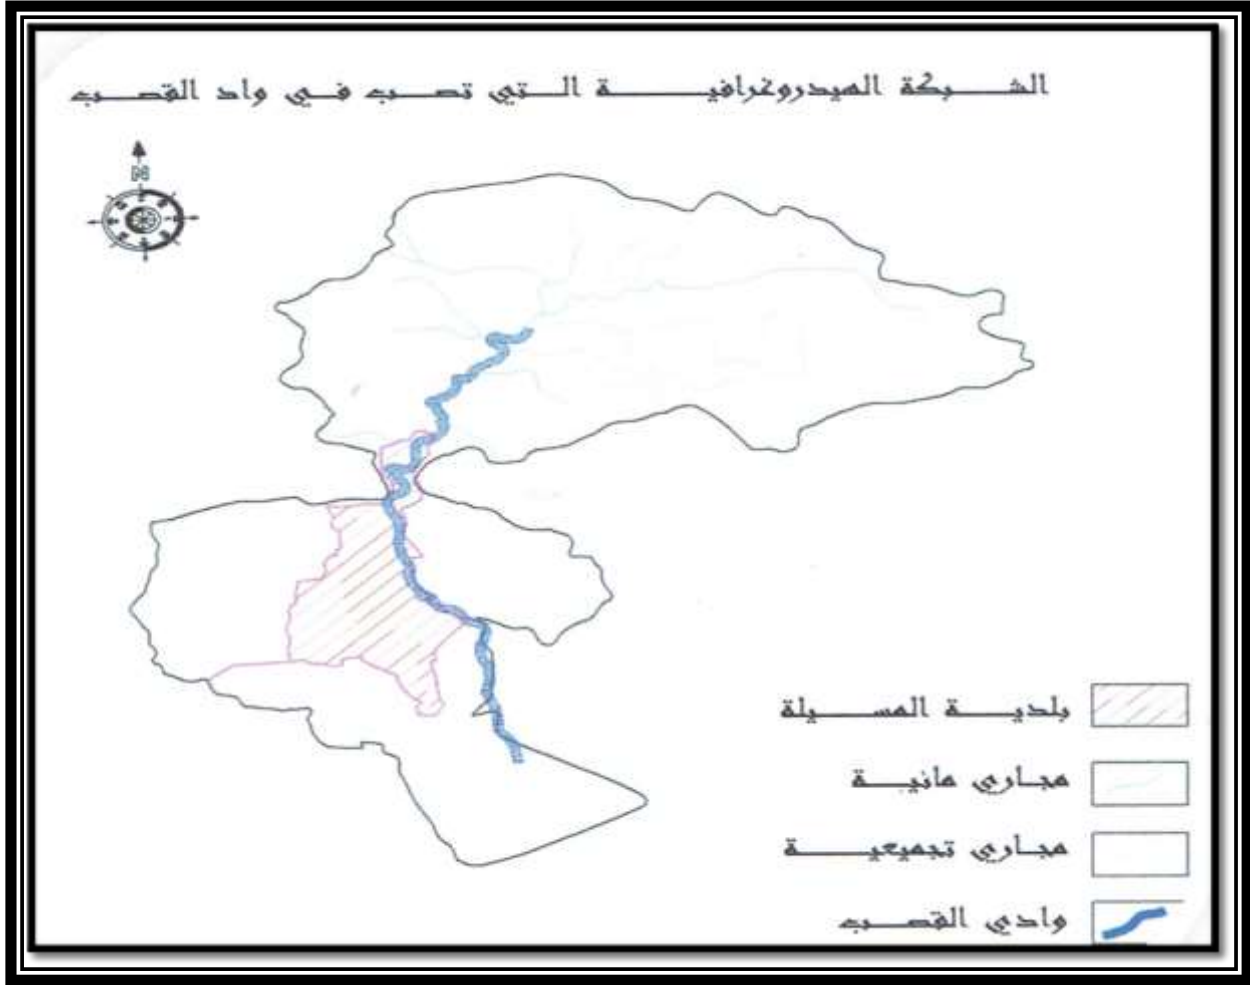 الشبكة الهيدروغرافية التي تصب في واد القصب
N
بلدية المسيلة
مجاري مائية
مجاري تجميعية
وادي القصب